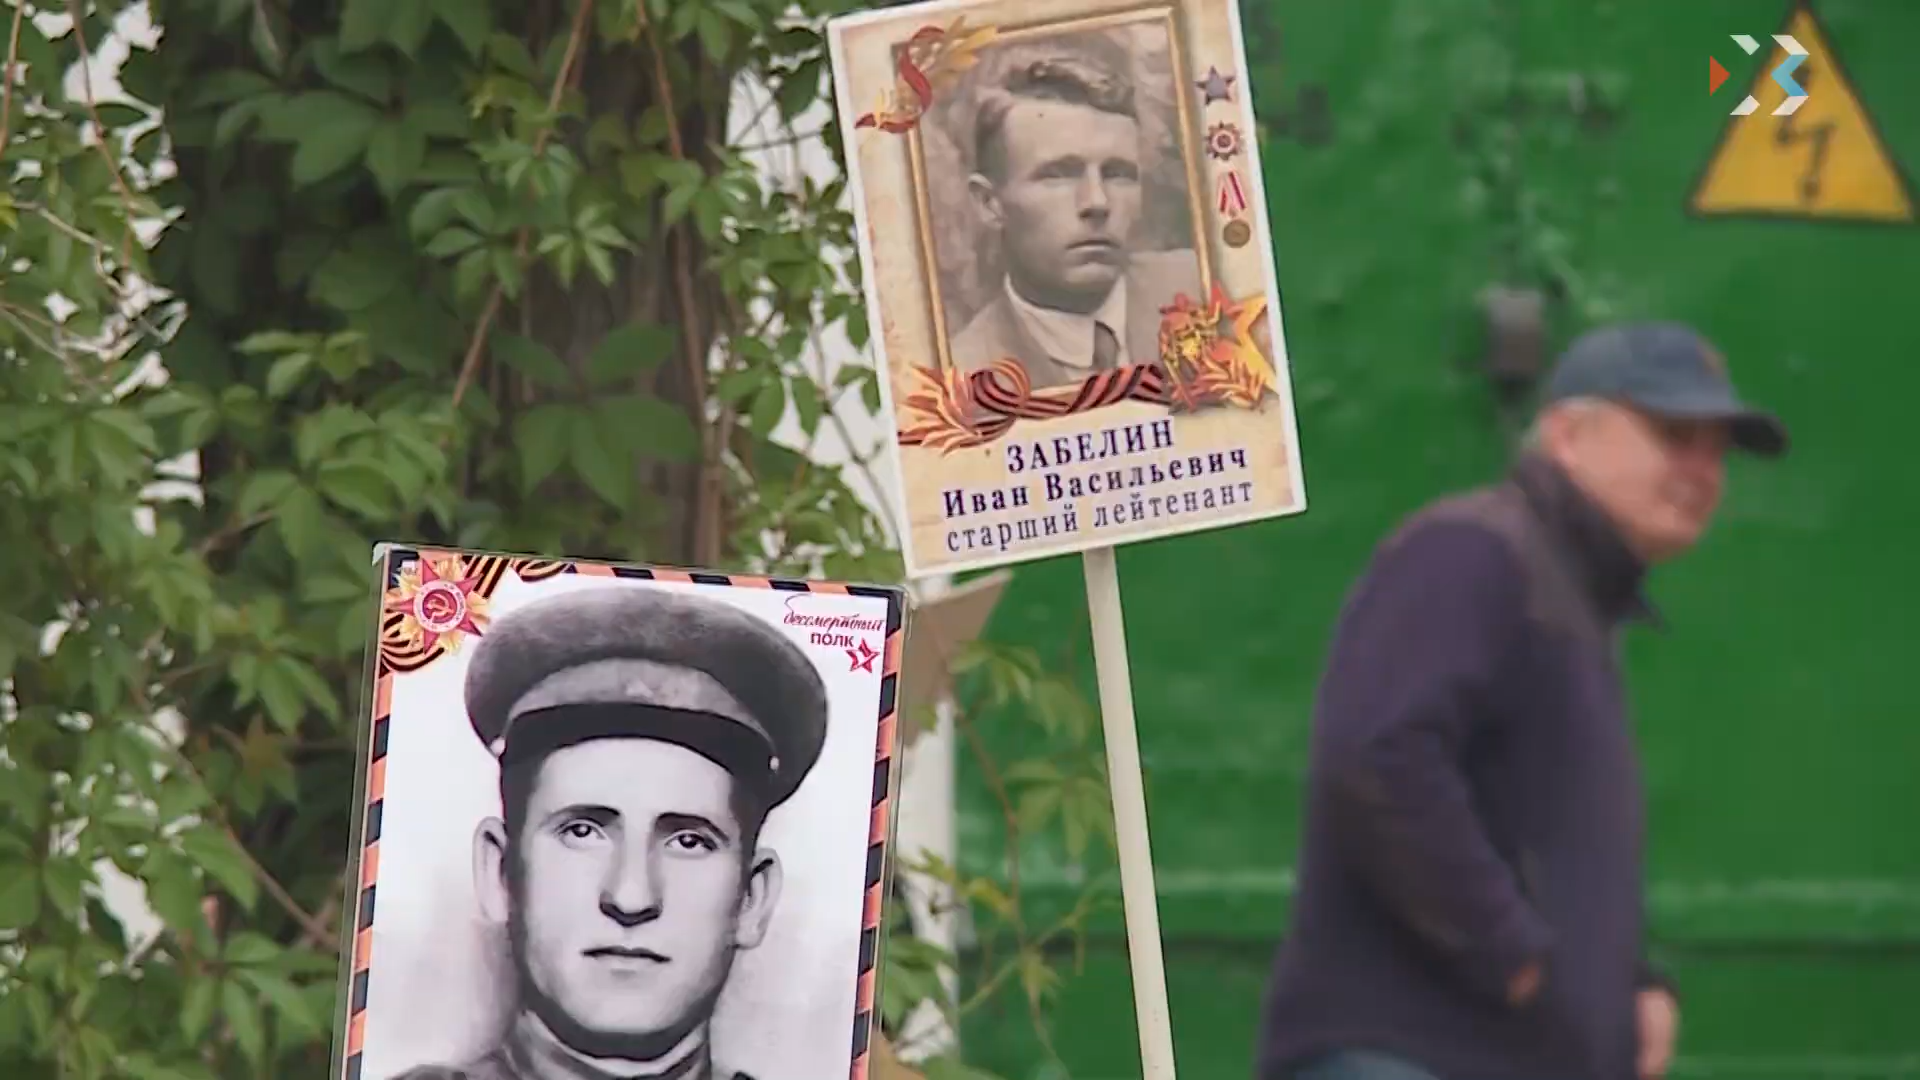 ЗАБЕЛИН
Иван Васильевич
старший лейтенант
бессмертный
ПОЛК